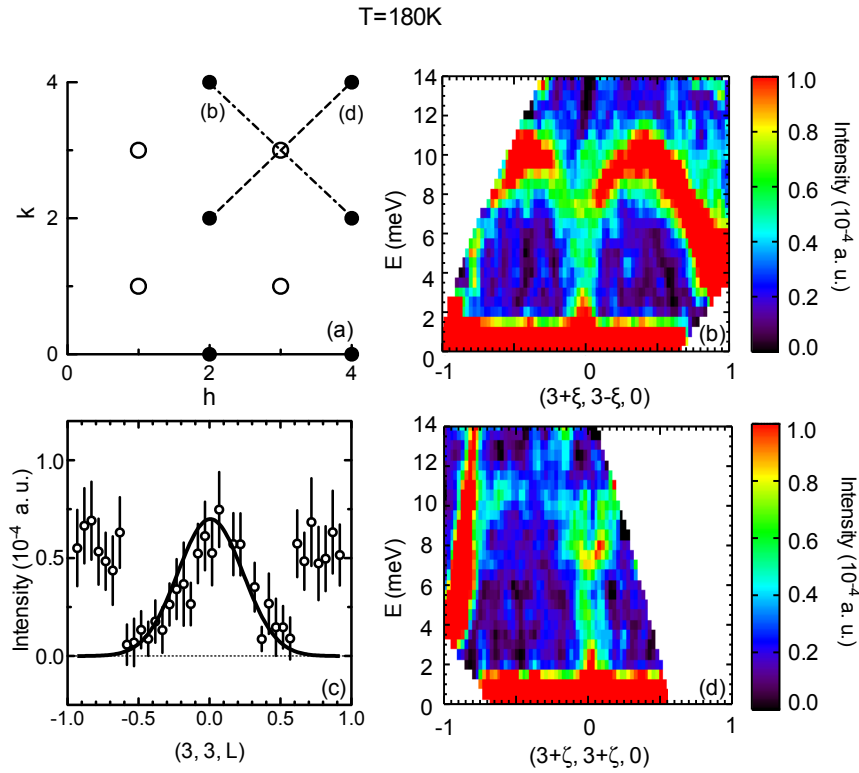 T=180K
4
2
0
k
0
2
4
h
(b)
(d)
(a)
14
12
10
8
6
4
2
0
E (meV)
-1
0
1
(3+ξ, 3-ξ, 0)
(b)
1.0
0.8
0.6
0.4
0.2
0.0
Intensity (10-4 a. u.)
1.0
0.5
0.0
Intensity (10-4 a. u.)
-1.0
-0.5
0.0
0.5
1.0
(3, 3, L)
(c)
14
12
10
8
6
4
2
0
E (meV)
-1
0
1
(3+ζ, 3+ζ, 0)
(d)
1.0
0.8
0.6
0.4
0.2
0.0
Intensity (10-4 a. u.)